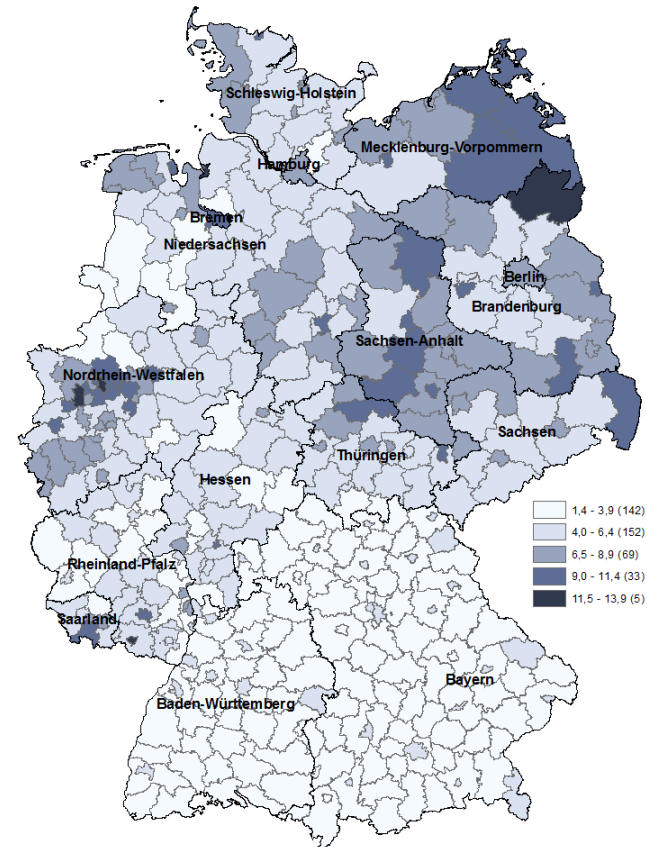 Schleswig-Holstein
Mecklenburg-Vorpommern
Hamburg
Bremen
Niedersachsen
Berlin
Brandenburg
Sachsen-Anhalt
Nordrhein-Westfalen
Sachsen
Thüringen
Hessen
1,4 - 3,9 (142)
4,0 - 6,4 (152)
6,5 - 8,9 (69)
9,0 - 11,4 (33)
11,5 - 13,9 (5)
Rheinland-Pfalz
Saarland
Bayern
Baden-Württemberg